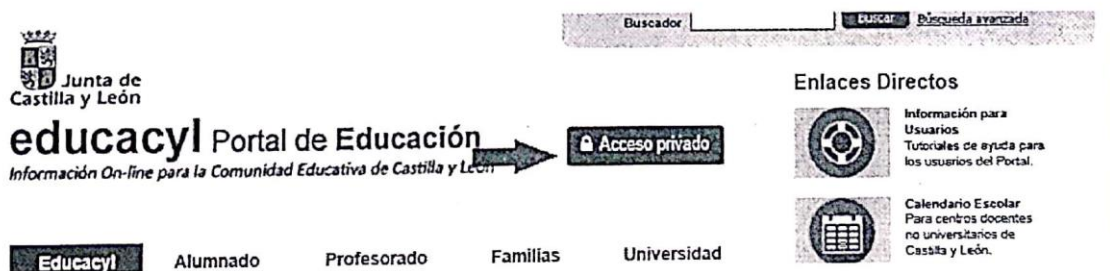 Buscador
Buscar Búsqueda avanzada
Junta de
Castilla y León
educacyl Portal de Educación
Información On-line para la Comunidad Educativa de Castilla y León
Acceso privado
Enlaces Directos
Información para
Usuarios
Tutoriales de ayuda para
los usuarios del Portal.
Calendario Escolar
Para centros docentes
no universitarios de
Castilla y León.
Educacyl Alumnado Profesorado Familias Universidad